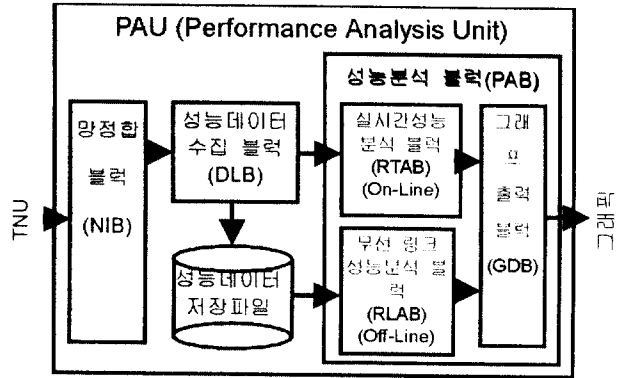 PAU (Performance Analysis Unit)
성능분석 블럭(PAB)
망정합
블럭
(NIB)
성능데이터
수집 블럭
(DLB)
실시간성능
분석 블럭
(RTAB)
(On-Line)
그래
프
출력
블럭
(GDB)
TNU
그래프
성능데이터
저장파일
무선 링크
성능분석 블
럭
(RLAB)
(Off-Line)